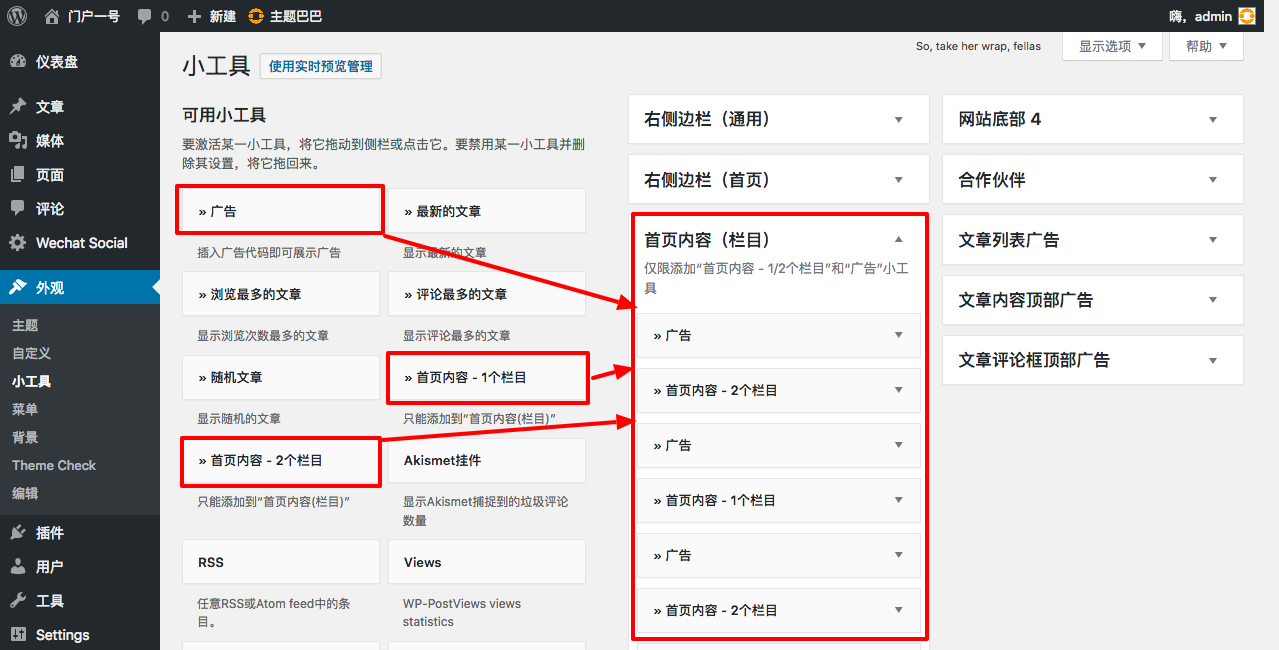 门户一号
0
新建
主题巴巴
嗨，admin
仪表盘
文章
媒体
页面
评论
Wechat Social
外观
主题
自定义
小工具
菜单
背景
Theme Check
编辑
插件
用户
工具
Settings
So, take her wrap, fellas
显示选项
帮助
小工具
使用实时预览管理
可用小工具
要激活某一小工具，将它拖动到侧栏或点击它。要禁用某一小工具并删
除其设置，将它拖回来。
» 广告
插入广告代码即可展示广告
» 最新的文章
显示最新的文章
» 浏览最多的文章
显示浏览次数最多的文章
» 评论最多的文章
显示评论最多的文章
» 随机文章
显示随机的文章
» 首页内容 - 1个栏目
只能添加到“首页内容(栏目)”
» 首页内容 - 2个栏目
只能添加到“首页内容(栏目)”
Akismet挂件
显示Akismet捕捉到的垃圾评论
数量
RSS
任意RSS或Atom feed中的条
目。
Views
WP-PostViews views
statistics
右侧边栏（通用）
右侧边栏（首页）
首页内容（栏目）
仅限添加“首页内容 - 1/2个栏目”和“广告”小工
具
» 广告
» 首页内容 - 2个栏目
» 广告
» 首页内容 - 1个栏目
» 广告
» 首页内容 - 2个栏目
网站底部 4
合作伙伴
文章列表广告
文章内容顶部广告
文章评论框顶部广告